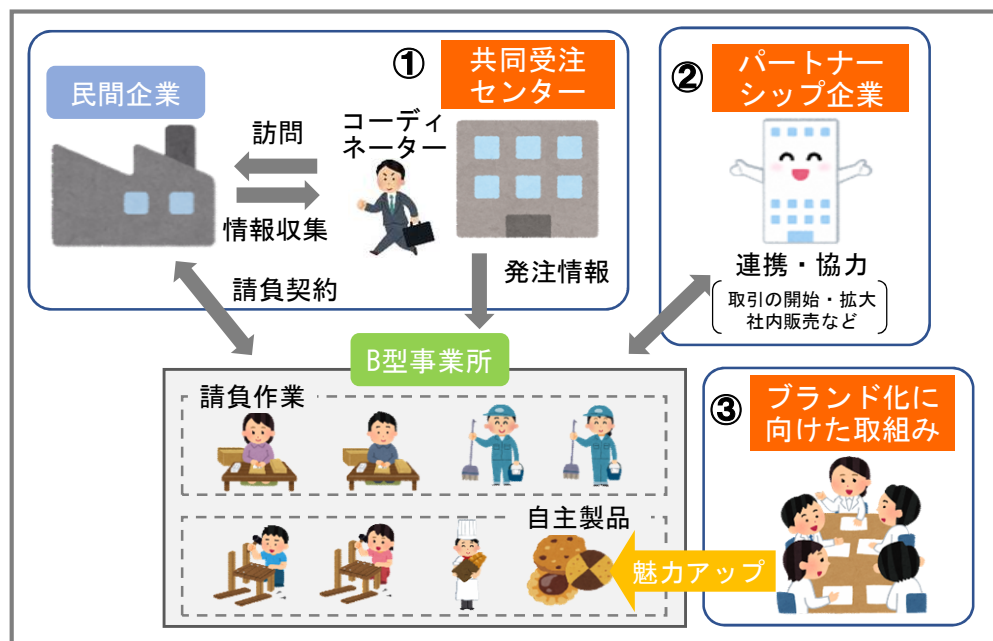 ①
共同受注
センター
民間企業
コーディ
ネーター
訪問
情報収集
請負契約
発注情報
②
パートナー
シップ企業
連携・協力
取引の開始・拡大
社内販売など
B型事業所
請負作業
自主製品
③
ブランド化に
向けた取組み
魅力アップ